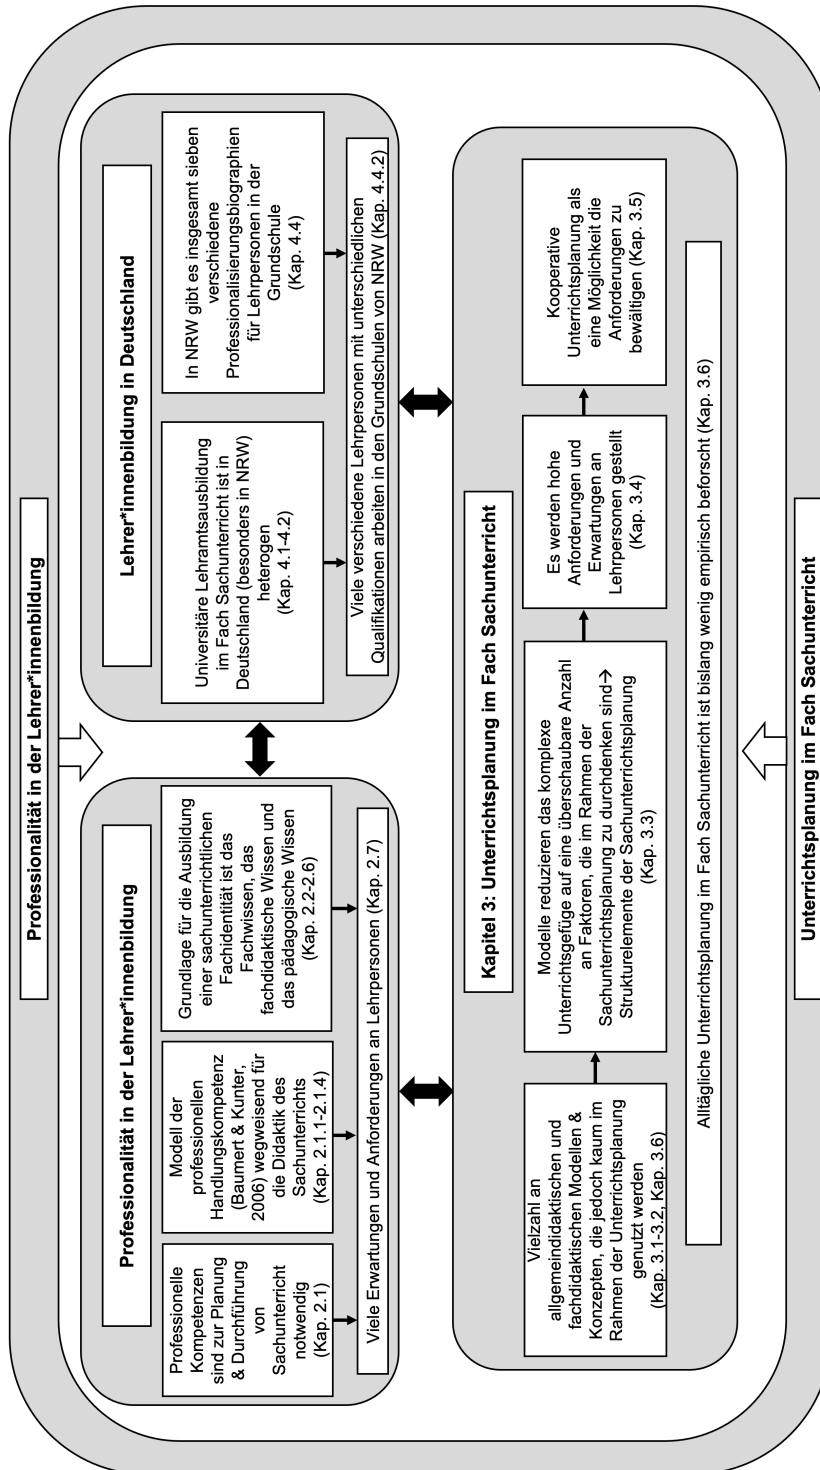 Professionalität in der Lehrer*innenbildung
Professionalität in der Lehrer*innenbildung
Professionelle
Kompetenzen
sind zur Planung
& Durchführung
von
Sachunterricht
notwendig
(Kap. 2.1)
Modell der
professionellen
Handlungskompetenz
(Baumert & Kunter,
2006) wegweisend für
die Didaktik des
Sachunterrichts
(Kap. 2.1.1-2.1.4)
Grundlage für die Ausbildung
einer sachunterrichtlichen
Fachidentität ist das
Fachwissen, das
fachdidaktische Wissen und
das pädagogische Wissen
(Kap. 2.2-2.6)
Viele Erwartungen und Anforderungen an Lehrpersonen (Kap. 2.7)
Lehrer*innenbildung in Deutschland
Universitäre Lehramtsausbildung
im Fach Sachunterricht ist in
Deutschland (besonders in NRW)
heterogen
(Kap. 4.1-4.2)
In NRW gibt es insgesamt sieben
verschiedene
Professionalisierungsbiographien
für Lehrpersonen in der
Grundschule
(Kap. 4.4)
Viele verschiedene Lehrpersonen mit unterschiedlichen
Qualifikationen arbeiten in den Grundschulen von NRW (Kap. 4.4.2)
Kapitel 3: Unterrichtsplanung im Fach Sachunterricht
Vielzahl an
allgemeindidaktischen und
fachdidaktischen Modellen &
Konzepten, die jedoch kaum im
Rahmen der Unterrichtsplanung
genutzt werden
(Kap. 3.1-3.2, Kap. 3.6)
Modelle reduzieren das komplexe
Unterrichtsgefüge auf eine überschaubare Anzahl
an Faktoren, die im Rahmen der
Sachunterrichtsplanung zu durchdenken sind→
Strukturelemente der Sachunterrichtsplanung
(Kap. 3.3)
Es werden hohe
Anforderungen und
Erwartungen an
Lehrpersonen gestellt
(Kap. 3.4)
Kooperative
Unterrichtsplanung als
eine Möglichkeit die
Anforderungen zu
bewältigen (Kap. 3.5)
Alltägliche Unterrichtsplanung im Fach Sachunterricht ist bislang wenig empirisch beforscht (Kap. 3.6)
Unterrichtsplanung im Fach Sachunterricht